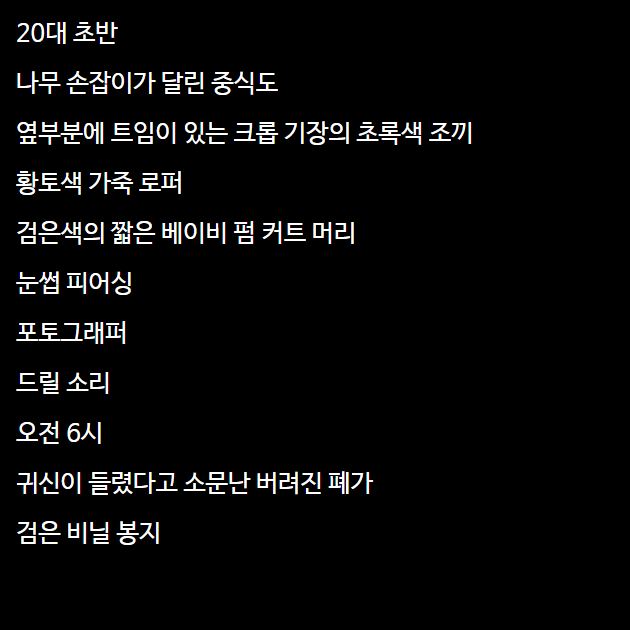 20대 초반
나무 손잡이가 달린 중식도
옆부분에 트임이 있는 크롭 기장의 초록색 조끼
황토색 가죽 로퍼
검은색의 짧은 베이비 펌 커트 머리
눈썹 피어싱
포토그래퍼
드릴 소리
오전 6시
귀신이 들렸다고 소문난 버려진 폐가
검은 비닐 봉지